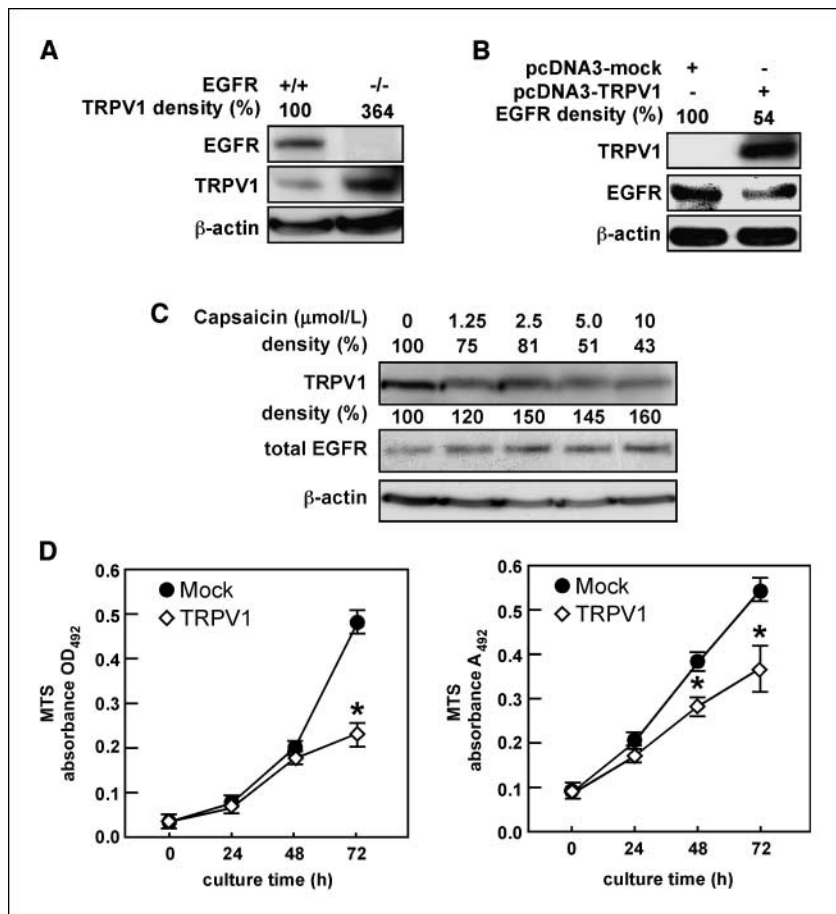 A
EGFR +/+ -/-
TRPV1 density (%) 100 364
EGFR
TRPV1
β-actin
B
pcDNA3-mock + -
pcDNA3-TRPV1 - +
EGFR density (%) 100 54
TRPV1
EGFR
β-actin
C
Capsaicin (μmol/L) 0 1.25 2.5 5.0 10
density (%) 100 75 81 51 43
TRPV1
density (%) 100 120 150 145 160
total EGFR
β-actin
D
MTS
absorbance OD492
0.6
0.5
0.4
0.3
0.2
0.1
0.0
Mock
TRPV1
*
0 24 48 72
culture time (h)
MTS
absorbance A492
0.6
0.5
0.4
0.3
0.2
0.1
0.0
Mock
TRPV1
*
*
0 24 48 72
culture time (h)